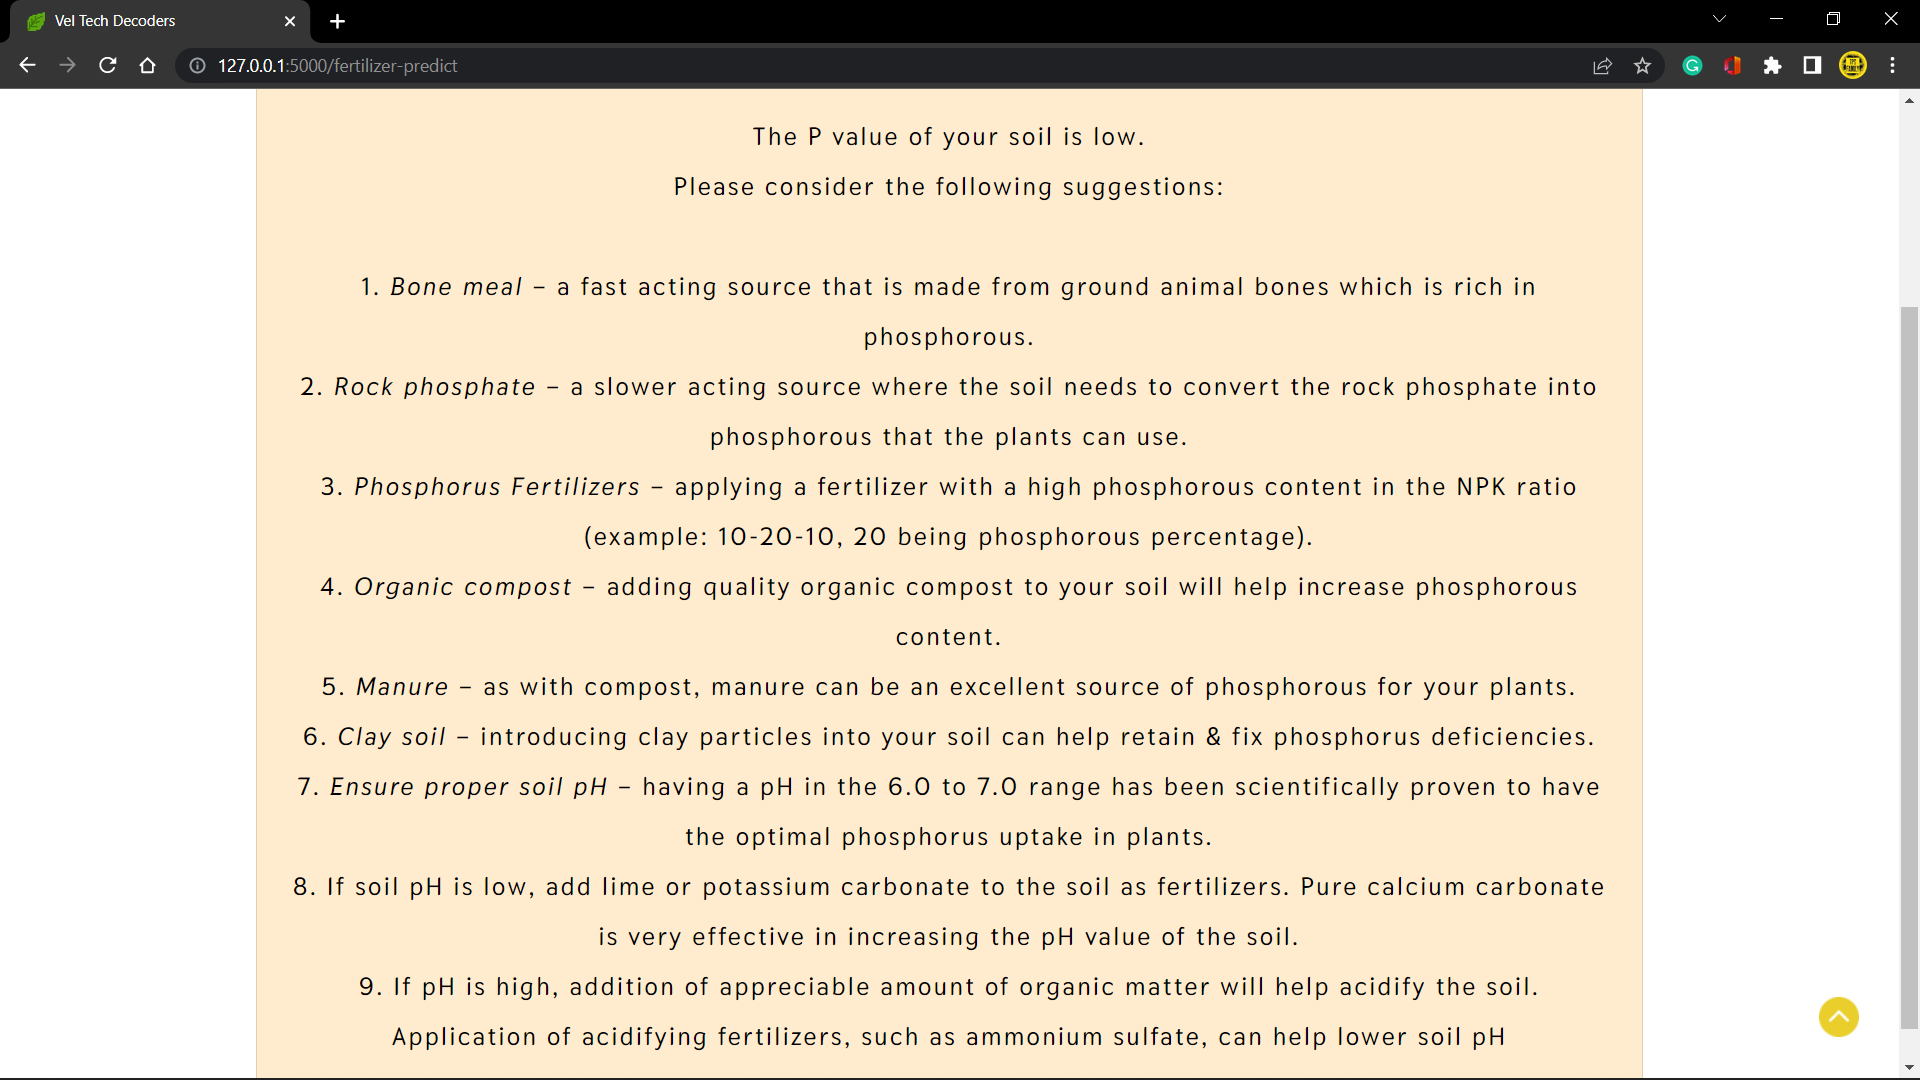 Vel Tech Decoders
127.0.0.1:5000/fertilizer-predict
The P value of your soil is low.
Please consider the following suggestions:
1. Bone meal – a fast acting source that is made from ground animal bones which is rich in
phosphorous.
2. Rock phosphate – a slower acting source where the soil needs to convert the rock phosphate into
phosphorous that the plants can use.
3. Phosphorus Fertilizers – applying a fertilizer with a high phosphorous content in the NPK ratio
(example: 10-20-10, 20 being phosphorous percentage).
4. Organic compost – adding quality organic compost to your soil will help increase phosphorous
content.
5. Manure – as with compost, manure can be an excellent source of phosphorous for your plants.
6. Clay soil – introducing clay particles into your soil can help retain & fix phosphorus deficiencies.
7. Ensure proper soil pH – having a pH in the 6.0 to 7.0 range has been scientifically proven to have
the optimal phosphorus uptake in plants.
8. If soil pH is low, add lime or potassium carbonate to the soil as fertilizers. Pure calcium carbonate
is very effective in increasing the pH value of the soil.
9. If pH is high, addition of appreciable amount of organic matter will help acidify the soil.
Application of acidifying fertilizers, such as ammonium sulfate, can help lower soil pH